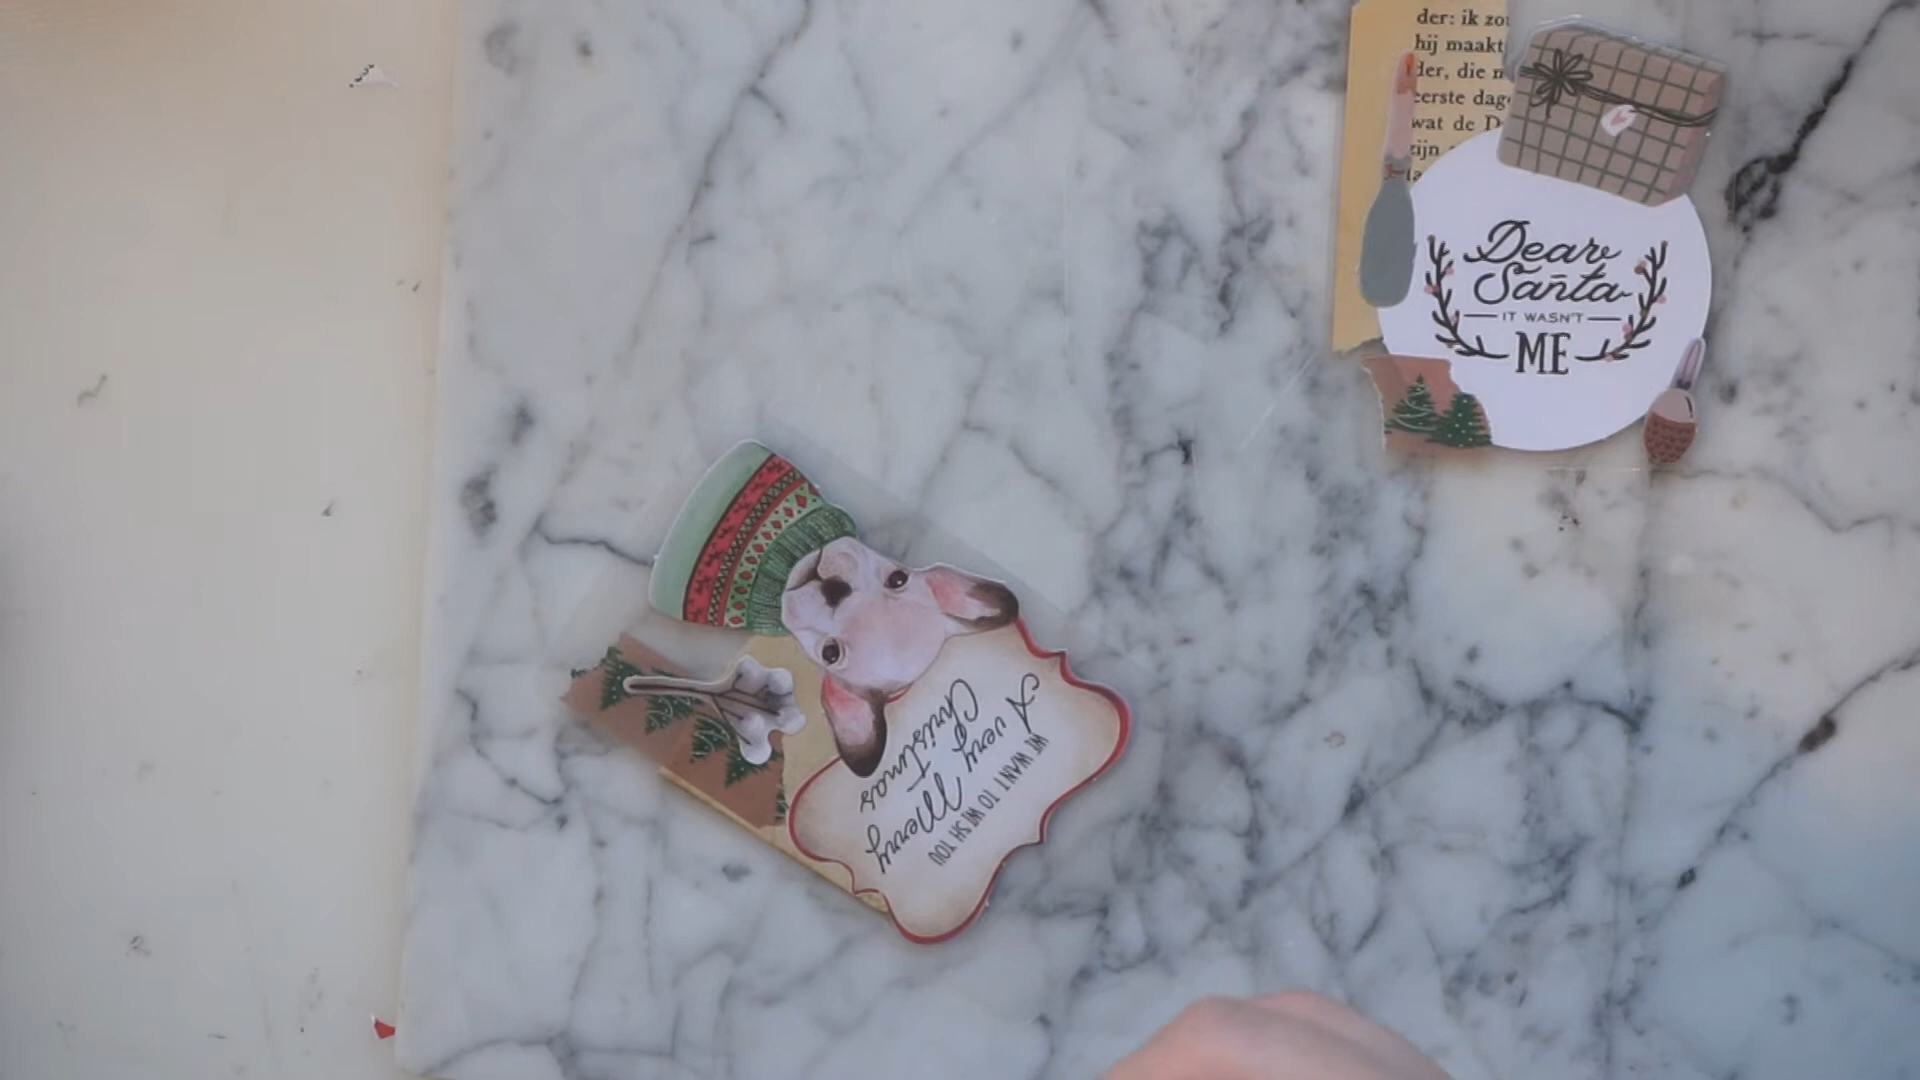 der: ik zou
hij maakt
der, die
eerste dag
wat de
zijn
Dear
Santa
IT WASN'T
ME
WE WANT TO WISH YOU
A very Merry
Christmas